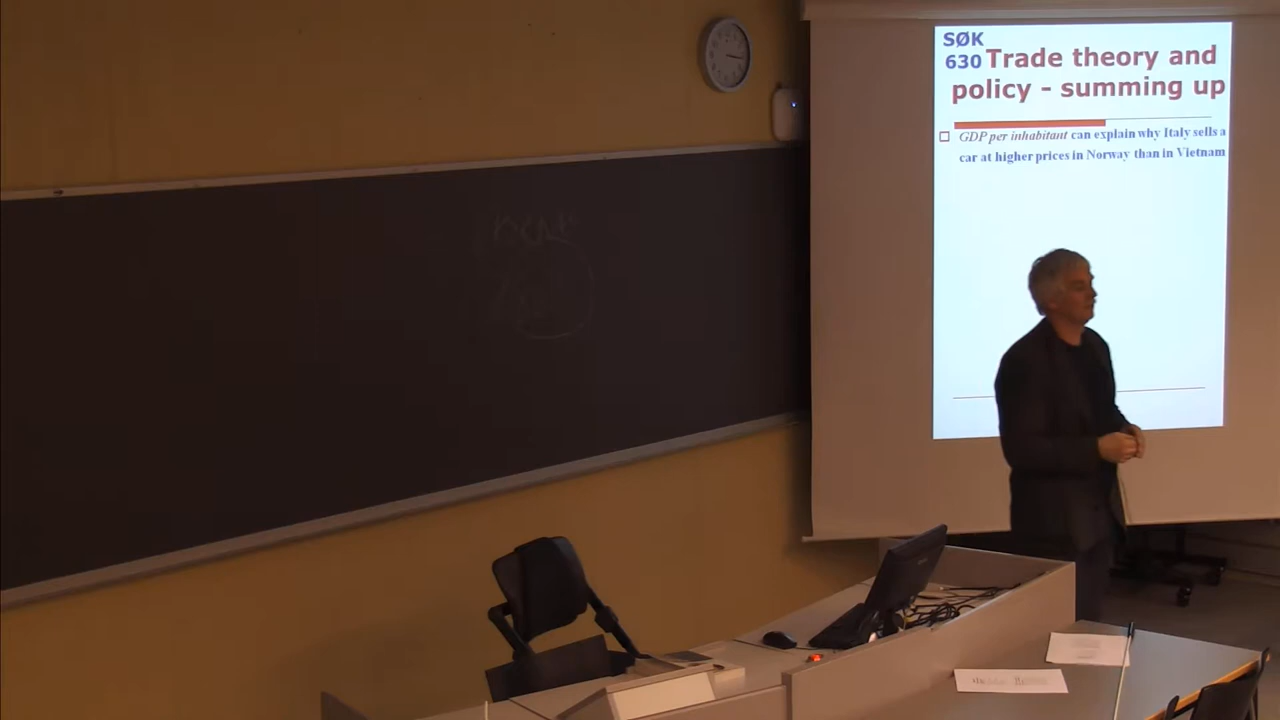 SØK
630 Trade theory and
policy - summing up
GDP per inhabitant can explain why Italy sells a
car at higher prices in Norway than in Vietnam